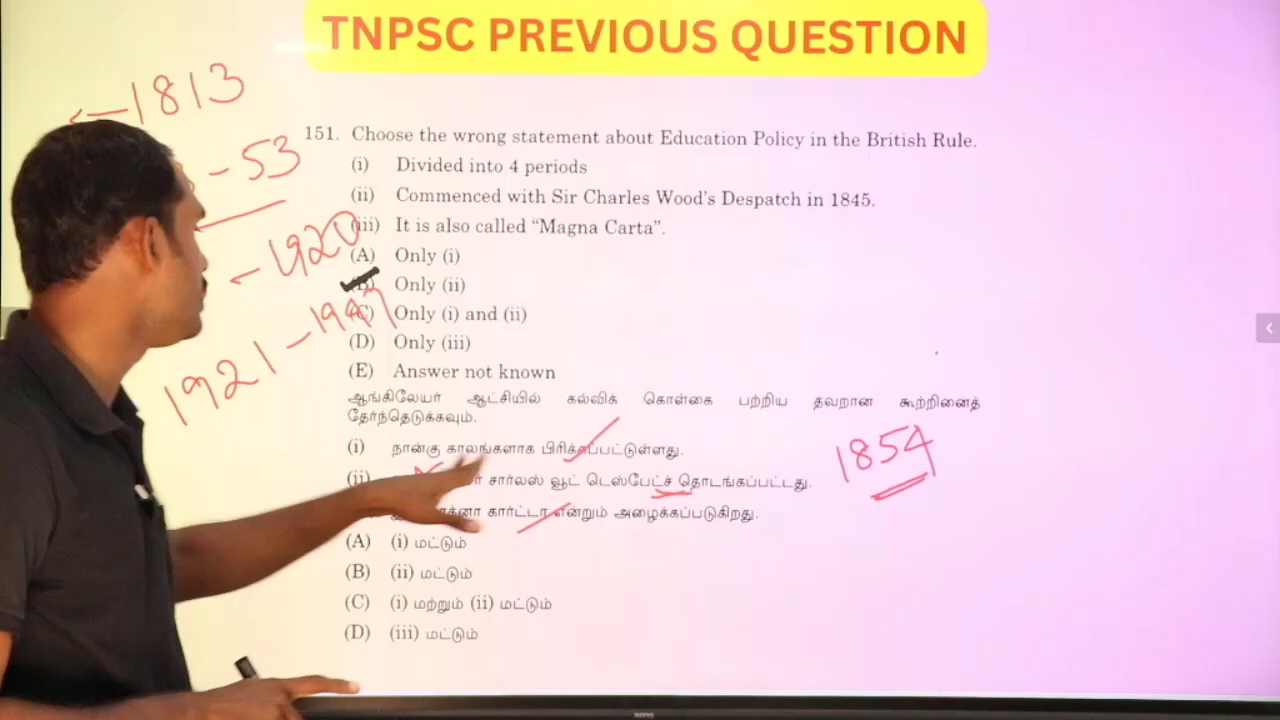 TNPSC PREVIOUS QUESTION
←1813
- 53
←1920
1921 - 1947
151. Choose the wrong statement about Education Policy in the British Rule.
(i) Divided into 4 periods
(ii) Commenced with Sir Charles Wood's Despatch in 1845.
(iii) It is also called “Magna Carta”.
(A) Only (i)
(B) Only (ii)
(C) Only (i) and (ii)
(D) Only (iii)
(E) Answer not known
ஆங்கிலேயர் ஆட்சியில் கல்விக் கொள்கை பற்றிய தவறான கூற்றினைத்
தேர்ந்தெடுக்கவும்.
(i) நான்கு காலங்களாக பிரிக்கப்பட்டுள்ளது.
(ii) சார்லஸ் வூட் டெஸ்பேட்ச் தொடங்கப்பட்டது.
கார்ட்டா என்றும் அழைக்கப்படுகிறது.
1854
(A) (i) மட்டும்
(B) (ii) மட்டும்
(C) (i) மற்றும் (ii) மட்டும்
(D) (iii) மட்டும்